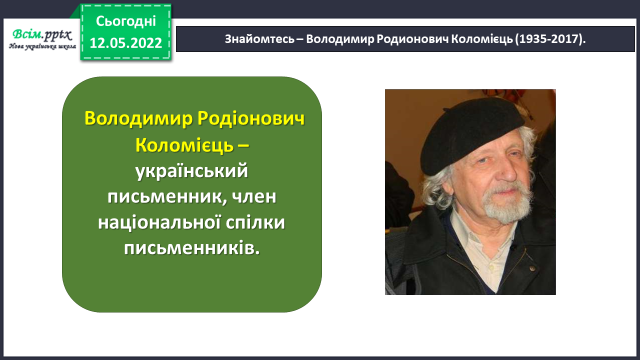 Всім.pptx
Нова українська школа
Сьогодні
12.05.2022
Знайомтесь – Володимир Родионович Коломієць (1935-2017).
Володимир Родіонович
Коломієць –
український
письменник, член
національної спілки
письменників.